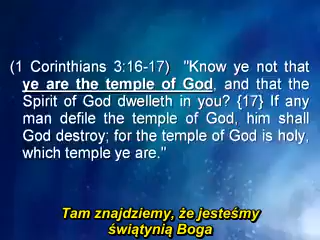 (1 Corinthians 3:16-17) "Know ye not that
ye are the temple of God, and that the
Spirit of God dwelleth in you? {17} If any
man defile the temple of God, him shall
God destroy; for the temple of God is holy,
which temple ye are."
Tam znajdziemy, że jesteśmy
świątynią Boga